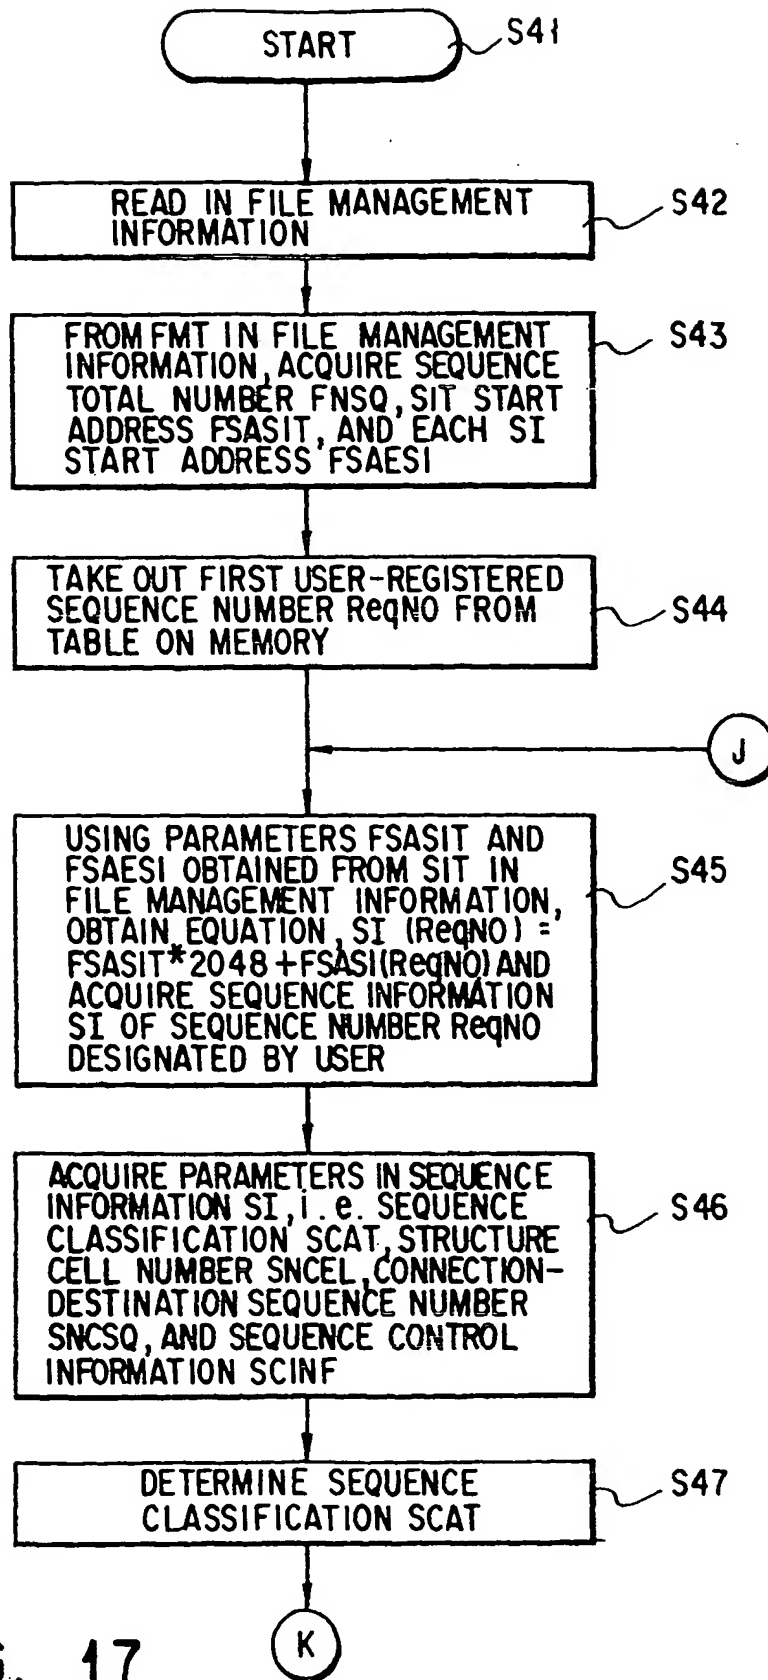 START
S41
READ IN FILE MANAGEMENT
INFORMATION
S42
FROM FMT IN FILE MANAGEMENT
INFORMATION, ACQUIRE SEQUENCE
TOTAL NUMBER FNSQ, SIT START
ADDRESS FSASIT, AND EACH SI
START ADDRESS FSAESI
S43
TAKE OUT FIRST USER-REGISTERED
SEQUENCE NUMBER ReqNO FROM
TABLE ON MEMORY
S44
J
USING PARAMETERS FSASIT AND
FSAESI OBTAINED FROM SIT IN
FILE MANAGEMENT INFORMATION,
OBTAIN EQUATION, SI (ReqNO) =
FSASIT*2048+FSASI(ReqNO) AND
ACQUIRE SEQUENCE INFORMATION
SI OF SEQUENCE NUMBER ReqNO
DESIGNATED BY USER
S45
ACQUIRE PARAMETERS IN SEQUENCE
INFORMATION SI, i.e. SEQUENCE
CLASSIFICATION SCAT, STRUCTURE
CELL NUMBER SNCEL, CONNECTION-
DESTINATION SEQUENCE NUMBER
SNCSQ, AND SEQUENCE CONTROL
INFORMATION SCINF
S46
DETERMINE SEQUENCE
CLASSIFICATION SCAT
S47
K
17